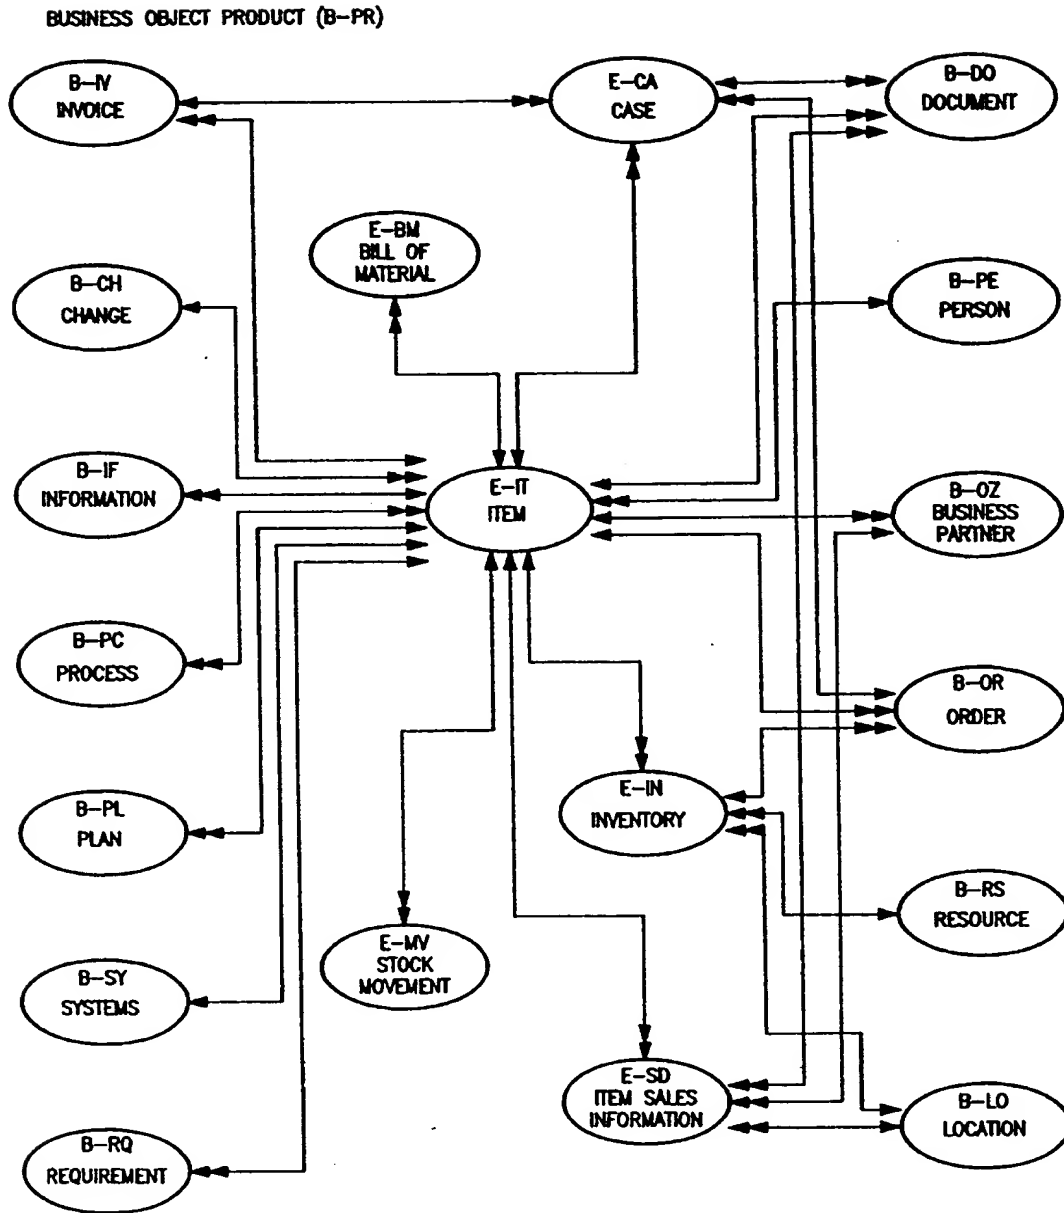 BUSINESS OBJECT PRODUCT (B-PR)
B-IV
INVOICE
E-CA
CASE
B-DO
DOCUMENT
E-BM
BILL OF
MATERIAL
B-CH
CHANGE
B-PE
PERSON
B-IF
INFORMATION
E-IT
ITEM
B-OZ
BUSINESS
PARTNER
B-PC
PROCESS
B-OR
ORDER
B-PL
PLAN
E-IN
INVENTORY
B-RS
RESOURCE
E-MV
STOCK
MOVEMENT
B-SY
SYSTEMS
E-SD
ITEM SALES
INFORMATION
B-LO
LOCATION
B-RQ
REQUIREMENT